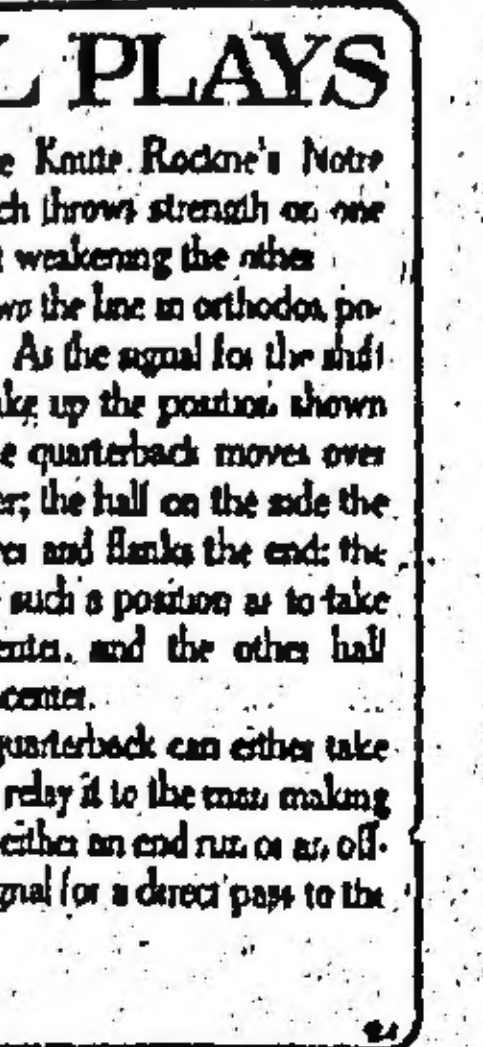 L PLAYS
e Knute Rockne's Notre
ch throws strength on one
t weakening the other
wn the line in orthodox po-
As the signal for the shift
ake up the position shown
e quarterback moves over
er; the half on the side the
ves and flanks the end; the
such a position as to take
enter, and the other half
center.
quarterback can either take
relay it to the man making
either an end run or an off-
gnal for a direct pass to the